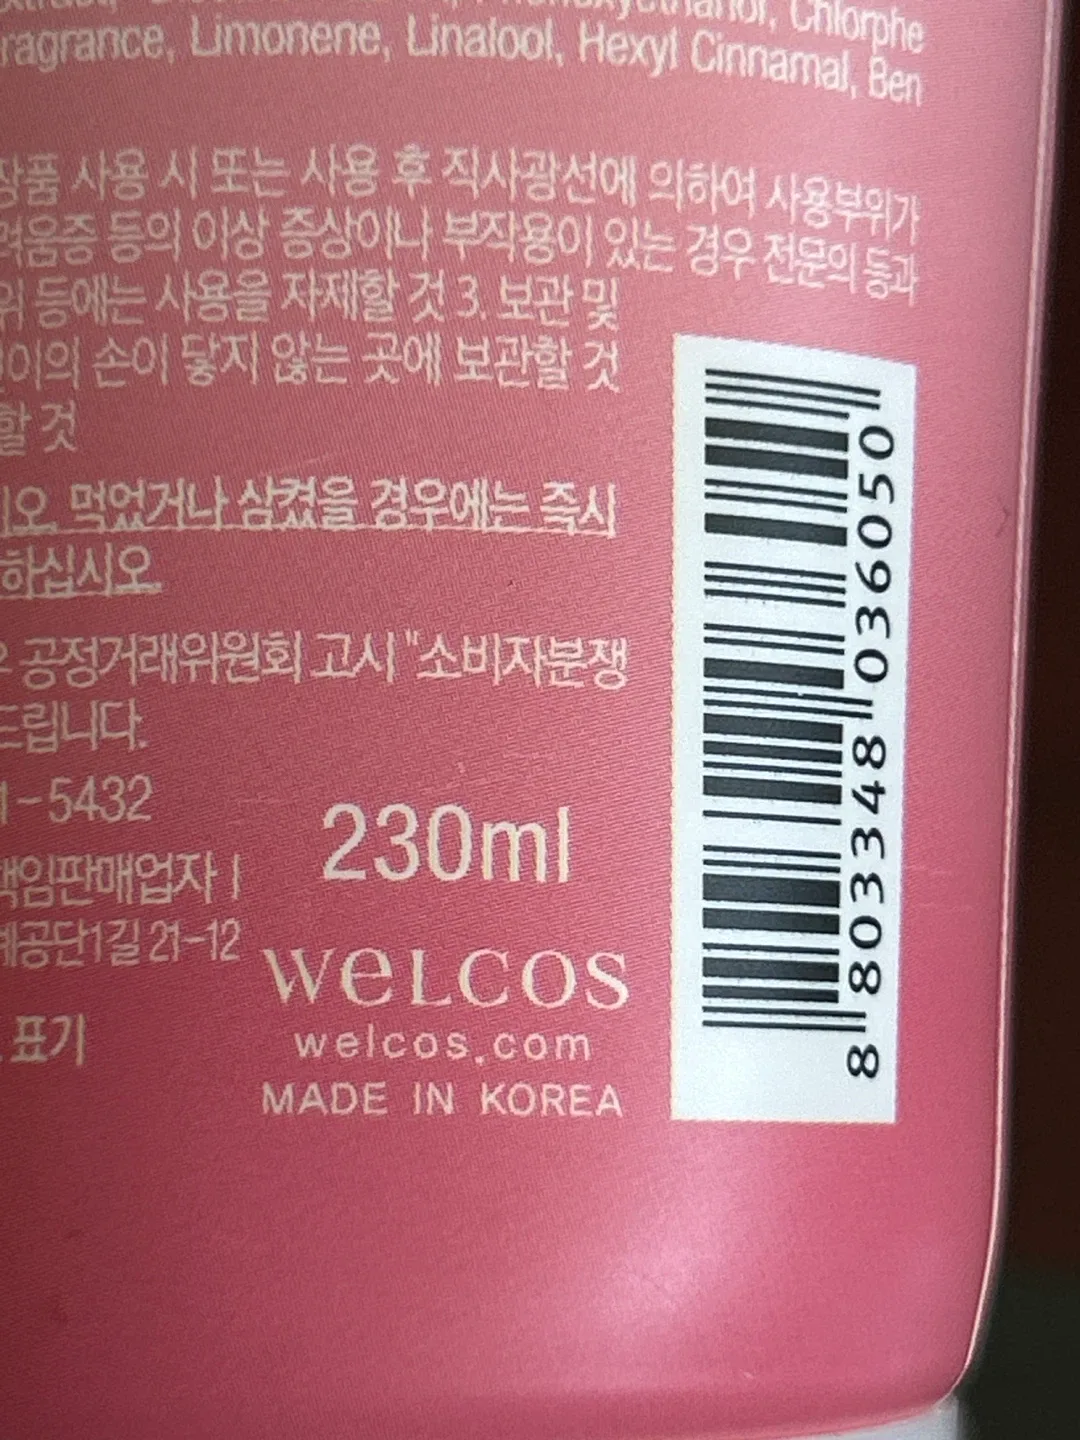 Phenoxyethanol, Chlorphe
ragrance, Limonene, Linalool, Hexyl Cinnamal, Ben
장품 사용 시 또는 사용 후 직사광선에 의하여 사용부위가
려움증 등의 이상 증상이나 부작용이 있는 경우 전문의 등과
위 등에는 사용을 자제할 것 3. 보관 및
이의 손이 닿지 않는 곳에 보관할 것
할 것
오. 먹었거나 삼켰을 경우에는 즉시
하십시오.
공정거래위원회 고시 "소비자분쟁
드립니다.
1-5432
책임판매업자 |
계공단1길 21-12
표기
230ml
WELCOS
welcos.com
MADE IN KOREA
8 803348 036050